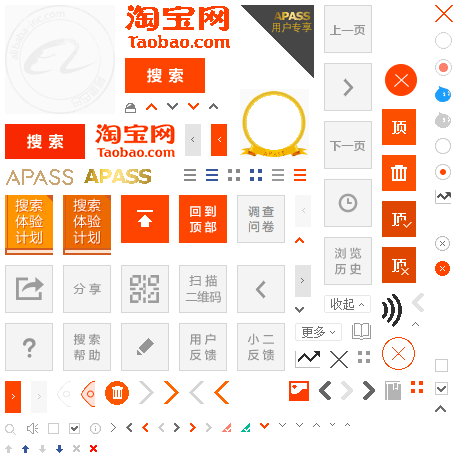 淘宝网
Taobao.com
APASS
用户专享
上一页
搜索
搜索
淘宝网
Taobao.com
顶
下一页
APASS
APASS
APASS
搜索
体验
计划
搜索
体验
计划
回到
顶部
调查
问卷
顶
浏览
历史
顶
分享
扫描
二维码
收起
更多
?
搜索
帮助
用户
反馈
小二
反馈